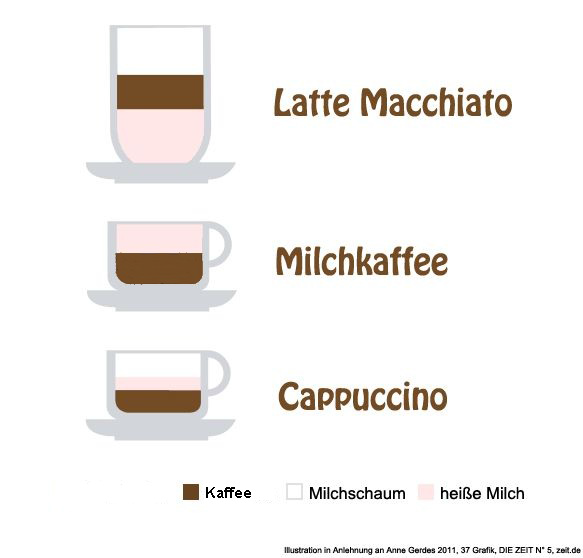 Latte Macchiato
Milchkaffee
Cappuccino
Kaffee Milchschaum heiße Milch
Illustration in Anlehnung an Anne Gerdes 2011, 37 Grafik, DIE ZEIT N° 5, zeit.de